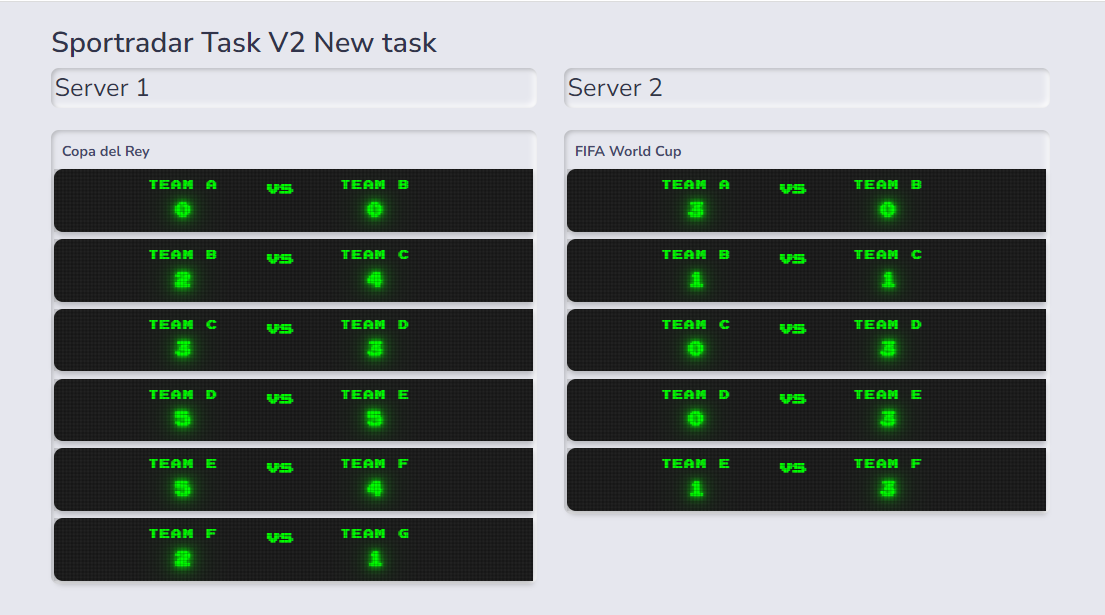 Sportradar Task V2 New task
Server 1
Copa del Rey
TEAM A VS TEAM B
0 0
TEAM B VS TEAM C
2 4
TEAM C VS TEAM D
3 3
TEAM D VS TEAM E
5 5
TEAM E VS TEAM F
5 4
TEAM F VS TEAM G
2 1
Server 2
FIFA World Cup
TEAM A VS TEAM B
3 0
TEAM B VS TEAM C
1 1
TEAM C VS TEAM D
0 3
TEAM D VS TEAM E
0 3
TEAM E VS TEAM F
1 3